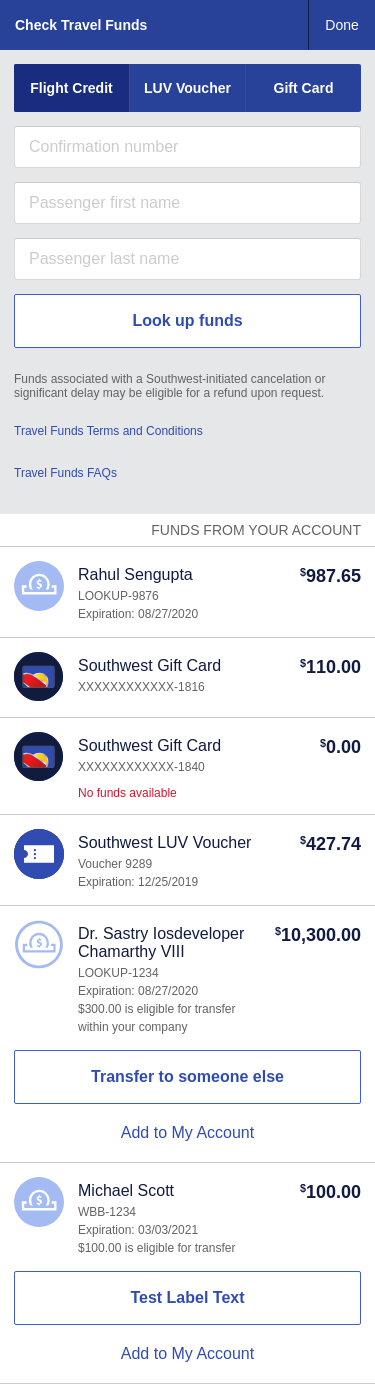 Check Travel Funds
Done
Flight Credit
LUV Voucher
Gift Card
Confirmation number
Passenger first name
Passenger last name
Look up funds
Funds associated with a Southwest-initiated cancelation or
significant delay may be eligible for a refund upon request.
Travel Funds Terms and Conditions
Travel Funds FAQs
FUNDS FROM YOUR ACCOUNT
Rahul Sengupta
$987.65
LOOKUP-9876
Expiration: 08/27/2020
Southwest Gift Card
$110.00
XXXXXXXXXXXX-1816
Southwest Gift Card
$0.00
XXXXXXXXXXXX-1840
No funds available
Southwest LUV Voucher
$427.74
Voucher 9289
Expiration: 12/25/2019
Dr. Sastry Iosdeveloper
Chamarthy VIII
$10,300.00
LOOKUP-1234
Expiration: 08/27/2020
$300.00 is eligible for transfer
within your company
Transfer to someone else
Add to My Account
Michael Scott
$100.00
WBB-1234
Expiration: 03/03/2021
$100.00 is eligible for transfer
Test Label Text
Add to My Account